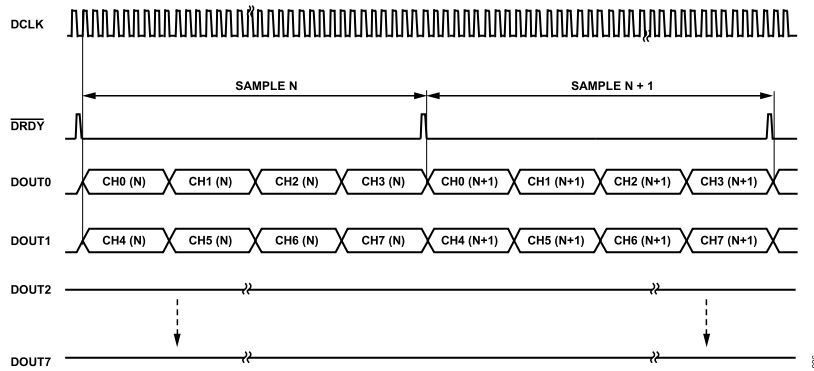 DCLK
SAMPLE N SAMPLE N + 1
DRDY
DOUT0 CH0 (N) CH1 (N) CH2 (N) CH3 (N) CH0 (N+1) CH1 (N+1) CH2 (N+1) CH3 (N+1)
DOUT1 CH4 (N) CH5 (N) CH6 (N) CH7 (N) CH4 (N+1) CH5 (N+1) CH6 (N+1) CH7 (N+1)
DOUT2
DOUT7